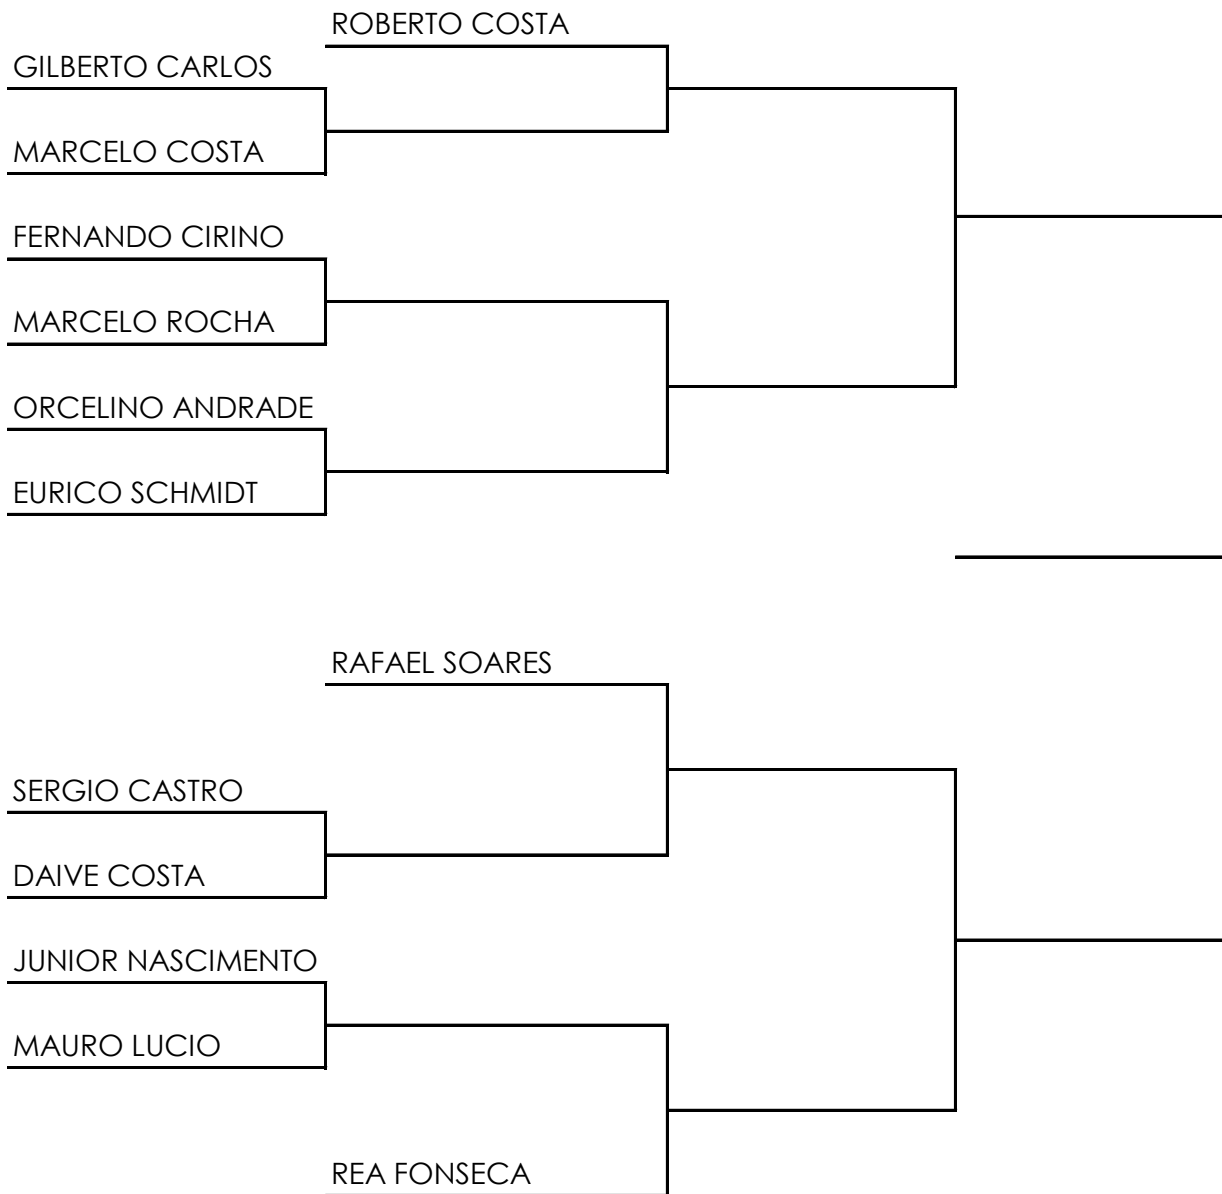 ROBERTO COSTA
GILBERTO CARLOS
MARCELO COSTA
FERNANDO CIRINO
MARCELO ROCHA
ORCELINO ANDRADE
EURICO SCHMIDT
RAFAEL SOARES
SERGIO CASTRO
DAIVE COSTA
JUNIOR NASCIMENTO
MAURO LUCIO
REA FONSECA